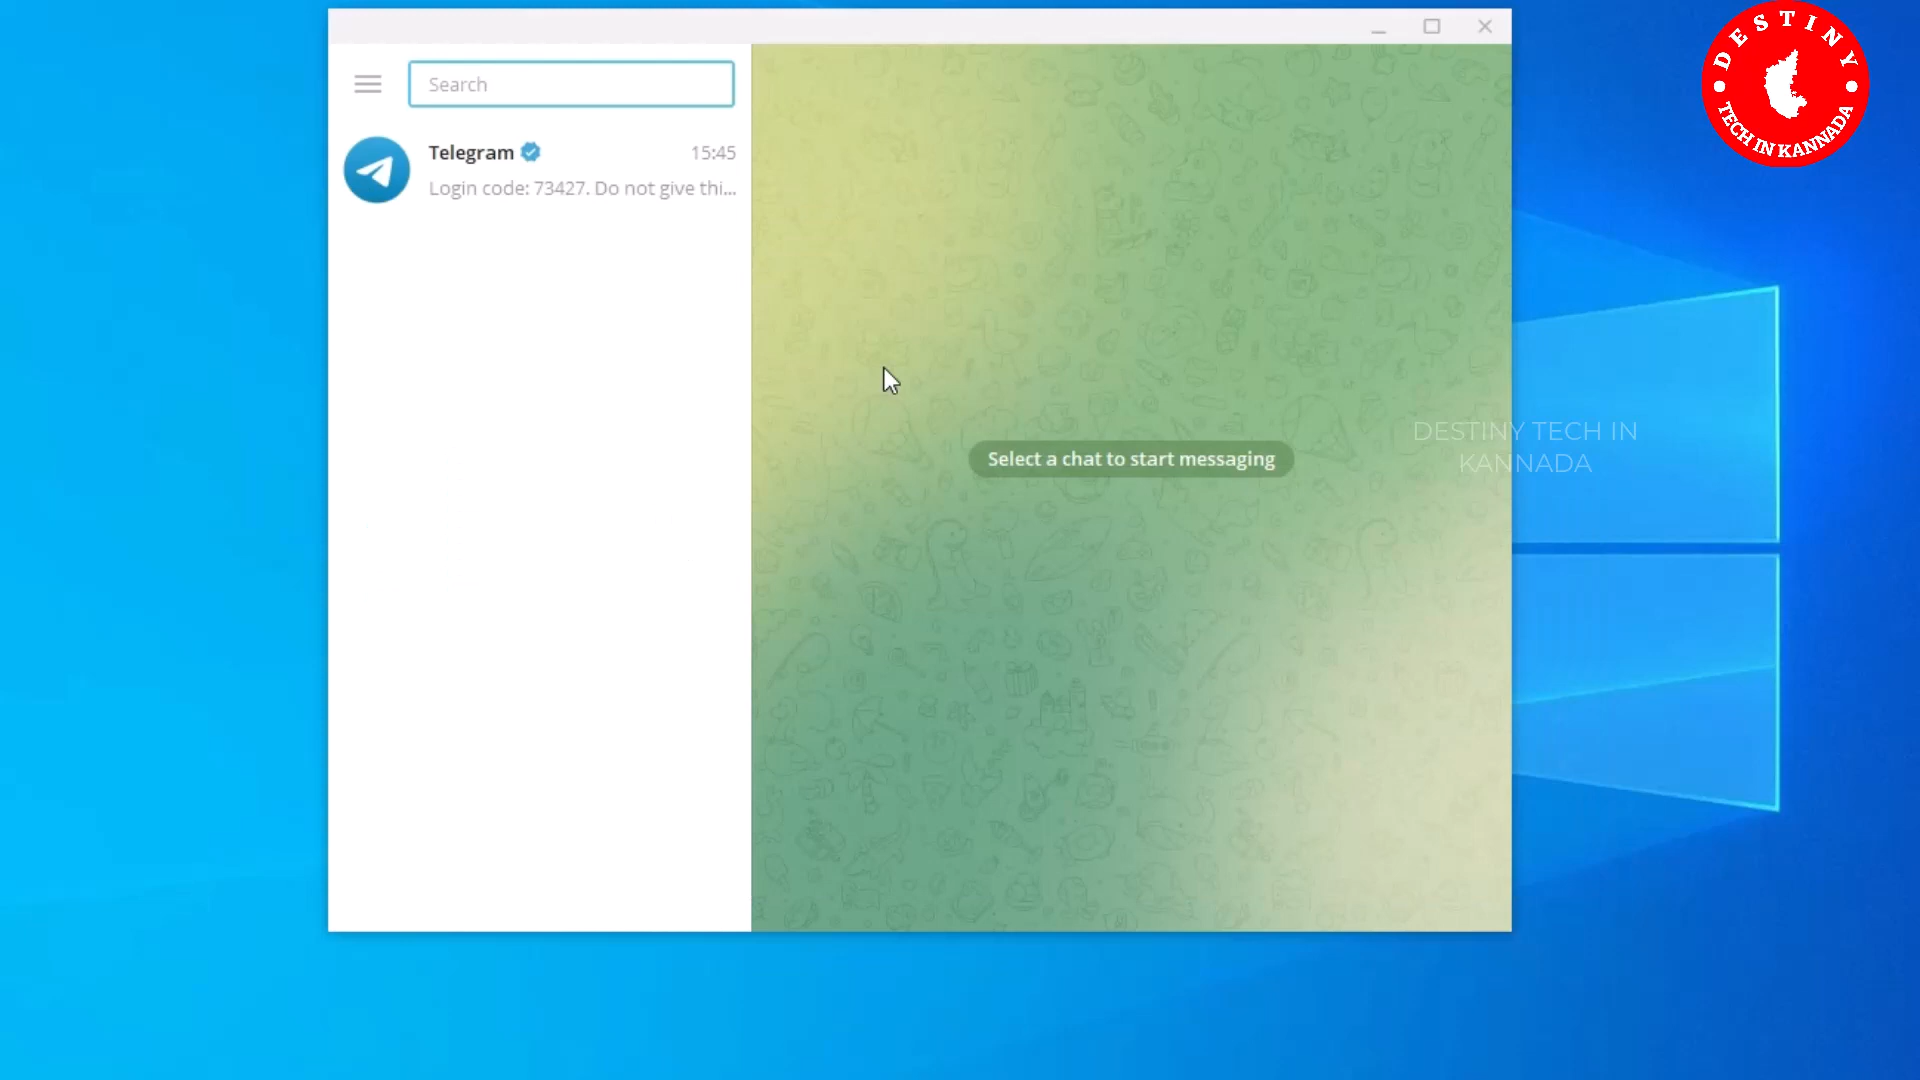 Search
Telegram
15:45
Login code: 73427. Do not give thi...
Select a chat to start messaging
DESTINY TECH IN
KANNADA
DESTINY
TECH IN KANNADA